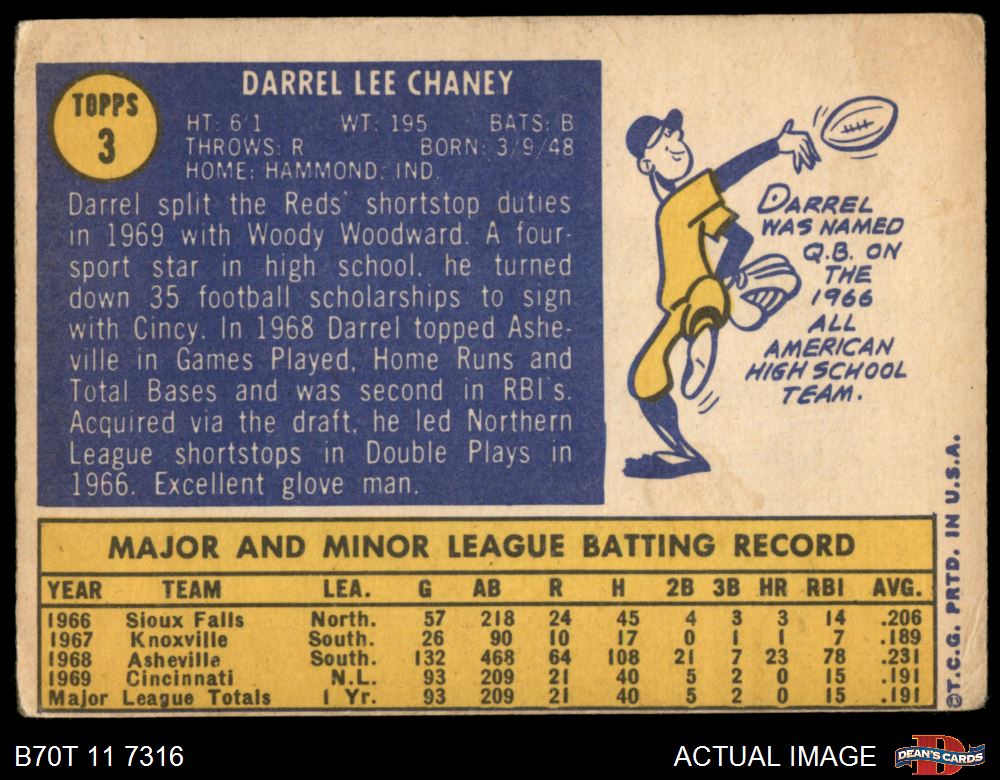 TOPPS
3
DARREL LEE CHANEY
HT: 6'1 WT: 195 BATS: B
THROWS: R BORN: 3/9/48
HOME: HAMMOND, IND.
Darrel split the Reds' shortstop duties
in 1969 with Woody Woodward. A four-
sport star in high school, he turned
down 35 football scholarships to sign
with Cincy. In 1968 Darrel topped Ashe-
ville in Games Played, Home Runs and
Total Bases and was second in RBI's.
Acquired via the draft, he led Northern
League shortstops in Double Plays in
1966. Excellent glove man.
DARREL
WAS NAMED
Q.B. ON
THE
1966
ALL
AMERICAN
HIGH SCHOOL
TEAM.
MAJOR AND MINOR LEAGUE BATTING RECORD
YEAR TEAM LEA. G AB R H 2B 3B HR RBI AVG.
1966 Sioux Falls North. 57 218 24 45 4 3 3 14 .206
1967 Knoxville South. 26 90 10 17 0 1 1 7 .189
1968 Asheville South. 132 468 64 108 21 7 23 78 .231
1969 Cincinnati N.L. 93 209 21 40 5 2 0 15 .191
Major League Totals 1 Yr. 93 209 21 40 5 2 0 15 .191
©T.C.G. PRTD. IN U.S.A.
B70T 11 7316
ACTUAL IMAGE
D
DEAN'S CARDS